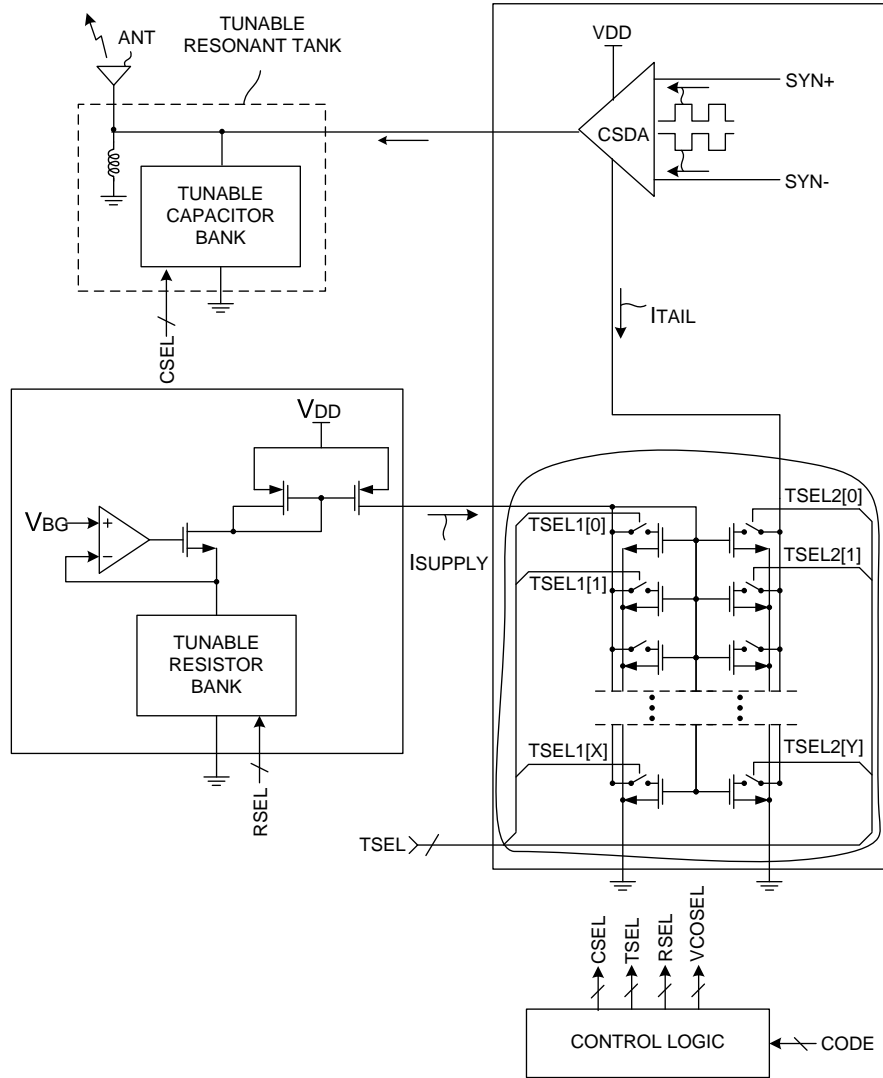 TUNABLE
RESONANT TANK
ANT
VDD
SYN+
CSDA
SYN-
TUNABLE
CAPACITOR
BANK
ITAIL
CSEL
VDD
VBG
+
−
ISUPPLY
TUNABLE
RESISTOR
BANK
RSEL
TSEL1[0]
TSEL2[0]
TSEL1[1]
TSEL2[1]
TSEL1[X]
TSEL2[Y]
TSEL
CSEL
TSEL
RSEL
VCOSEL
CONTROL LOGIC
CODE